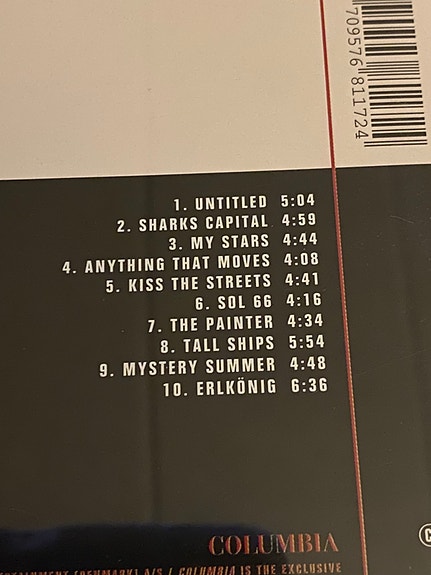 709576 811724
1. UNTITLED 5:04
2. SHARKS CAPITAL 4:59
3. MY STARS 4:44
4. ANYTHING THAT MOVES 4:08
5. KISS THE STREETS 4:41
6. SOL 66 4:16
7. THE PAINTER 4:34
8. TALL SHIPS 5:54
9. MYSTERY SUMMER 4:48
10. ERLKÖNIG 6:36
COLUMBIA
(DENMARK) A/S / COLUMBIA IS THE EXCLUSIVE